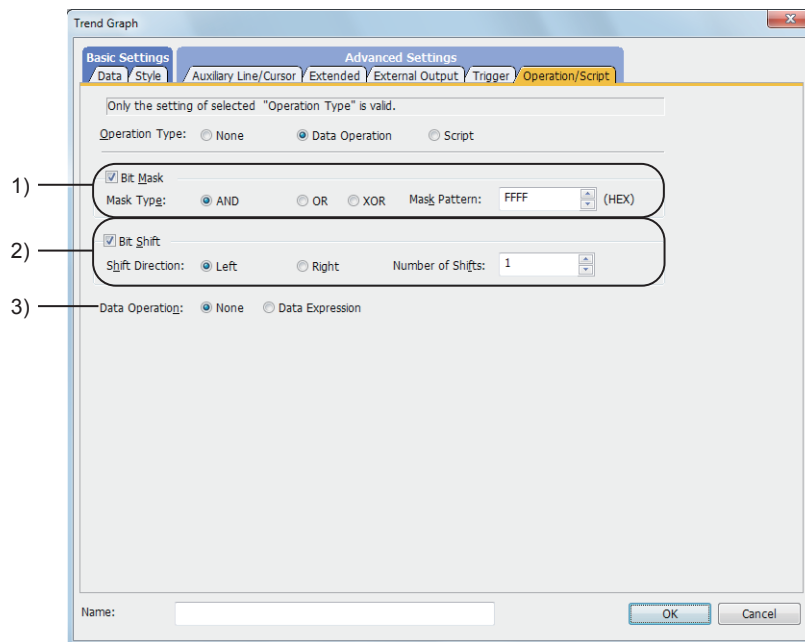 Trend Graph
x
Basic Settings
Advanced Settings
Data Style Auxiliary Line/Cursor Extended External Output Trigger Operation/Script
Only the setting of selected "Operation Type" is valid.
Operation Type: None Data Operation Script
1)
Bit Mask
Mask Type: AND OR XOR Mask Pattern: FFFF (HEX)
2)
Bit Shift
Shift Direction: Left Right Number of Shifts: 1
3)
Data Operation: None Data Expression
Name:
OK Cancel